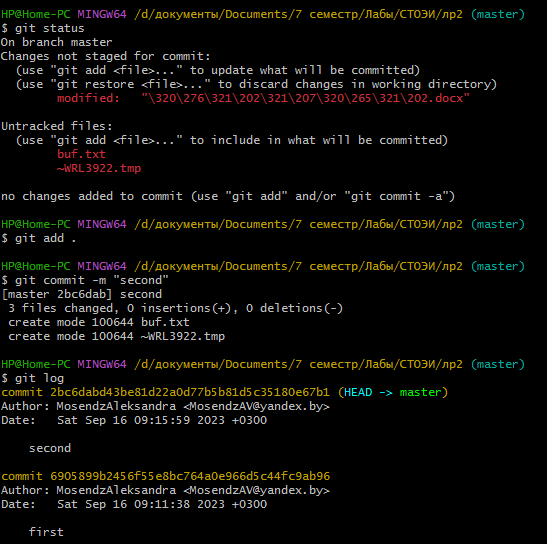 HP@Home-PC MINGW64 /d/документы/Documents/7 семестр/Лабы/СТОЭИ/лр2 (master)
$ git status
On branch master
Changes not staged for commit:
  (use "git add <file>..." to update what will be committed)
  (use "git restore <file>..." to discard changes in working directory)
        modified:   "\320\276\321\202\321\207\320\265\321\202.docx"

Untracked files:
  (use "git add <file>..." to include in what will be committed)
        buf.txt
        ~WRL3922.tmp

no changes added to commit (use "git add" and/or "git commit -a")

HP@Home-PC MINGW64 /d/документы/Documents/7 семестр/Лабы/СТОЭИ/лр2 (master)
$ git add .

HP@Home-PC MINGW64 /d/документы/Documents/7 семестр/Лабы/СТОЭИ/лр2 (master)
$ git commit -m "second"
[master 2bc6dab] second
 3 files changed, 0 insertions(+), 0 deletions(-)
 create mode 100644 buf.txt
 create mode 100644 ~WRL3922.tmp

HP@Home-PC MINGW64 /d/документы/Documents/7 семестр/Лабы/СТОЭИ/лр2 (master)
$ git log
commit 2bc6dabd43be81d22a0d77b5b81d5c35180e67b1 (HEAD -> master)
Author: MosendzAleksandra <MosendzAV@yandex.by>
Date:   Sat Sep 16 09:15:59 2023 +0300

    second

commit 6905899b2456f55e8bc764a0e966d5c44fc9ab96
Author: MosendzAleksandra <MosendzAV@yandex.by>
Date:   Sat Sep 16 09:11:38 2023 +0300

    first